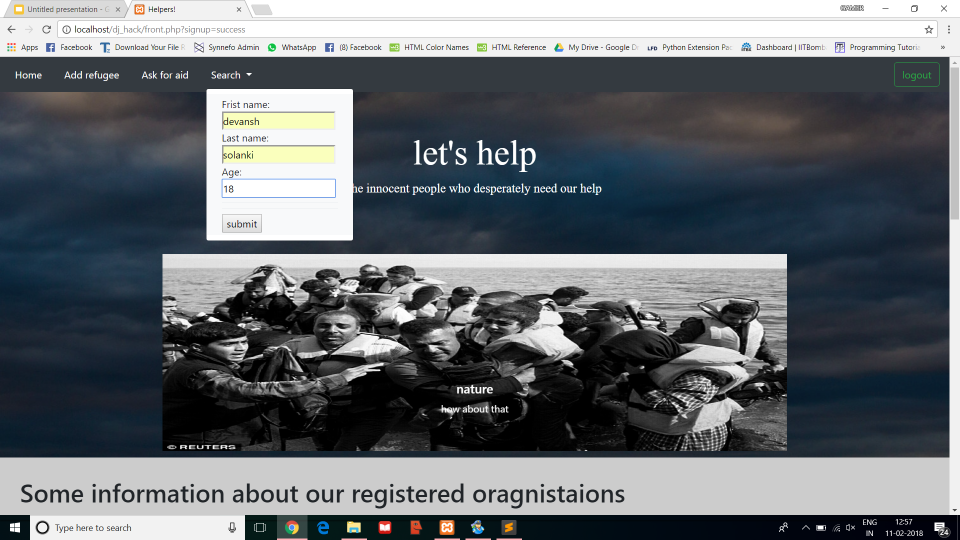 Untitled presentation - G
Helpers!
GAMER
localhost/dj_hack/front.php?signup=success
Apps
Facebook
Download Your File
Synnefo Admin
WhatsApp
(8) Facebook
HTML Color Names
HTML Reference
My Drive - Google D
LFD
Python Extension Pac
Dashboard | IITBomb
Programming Tutoria
»
Home
Add refugee
Ask for aid
Search
logout
Frist name:
devansh
Last name:
solanki
Age:
18
submit
let's help
he innocent people who desperately need our help
nature
how about that
© REUTERS
Some information about our registered oragnistaions
Type here to search
ENG
IN
12:57
11-02-2018
24